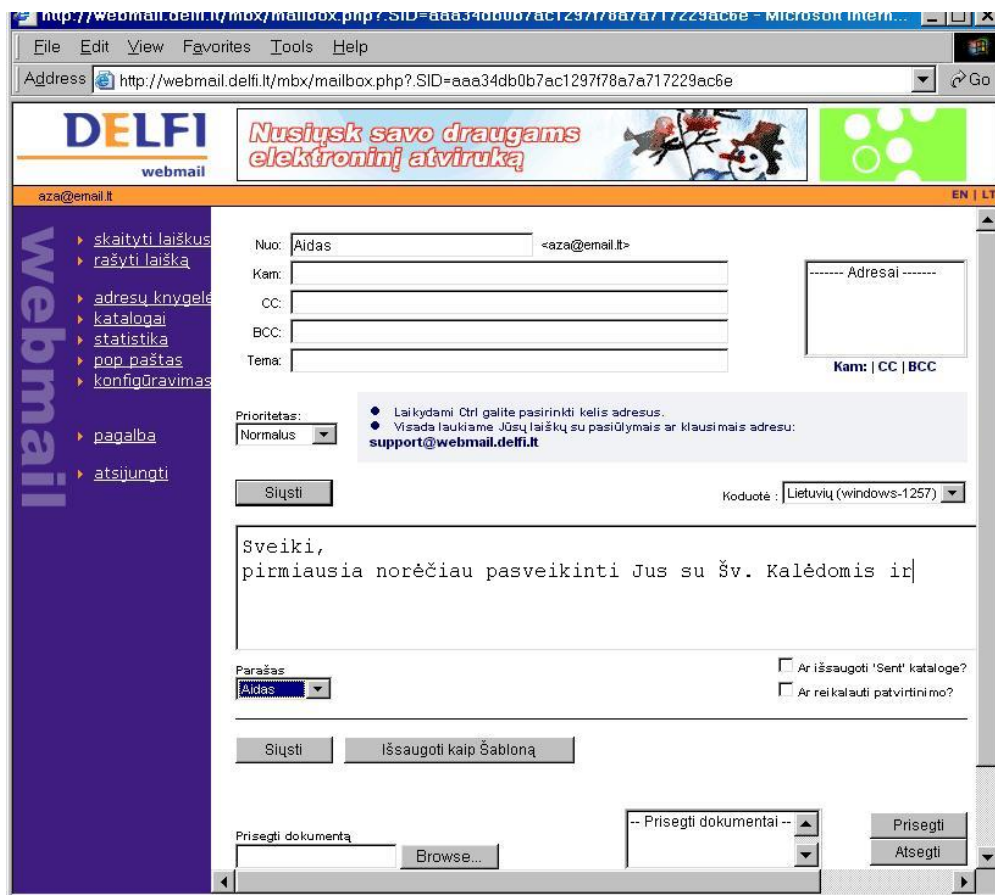 http://webmail.delfi.lt/mbx/mailbox.php?.SID=aaa34db0b7ac1297f78a7a717229ac6e - Microsoft Intern...
File Edit View Favorites Tools Help
Address http://webmail.delfi.lt/mbx/mailbox.php?.SID=aaa34db0b7ac1297f78a7a717229ac6e Go
DELFI
webmail
Nusiųsk savo draugams
elektroninį atviruką
aza@email.lt EN | LT
webmail
skaityti laiškus
rašyti laišką
adresų knygelė
katalogai
statistika
pop paštas
konfigūravimas
pagalba
atsijungti
Nuo: Aidas <aza@email.lt>
Kam:
CC:
BCC:
Tema:
------- Adresai -------
Kam: | CC | BCC
Prioritetas:
Normalus
Laikydami Ctrl galite pasirinkti kelis adresus.
Visada laukiame Jūsų laiškų su pasiūlymais ar klausimais adresu:
support@webmail.delfi.lt
Siųsti
Koduotė : Lietuvių (windows-1257)
Sveiki,
pirmiausia norėčiau pasveikinti Jus su Šv. Kalėdomis ir
Parašas
Aidas
Ar išsaugoti 'Sent' kataloge?
Ar reikalauti patvirtinimo?
Siųsti Išsaugoti kaip Šabloną
Prisegti dokumentą
Browse...
-- Prisegti dokumentai --
Prisegti
Atsegti